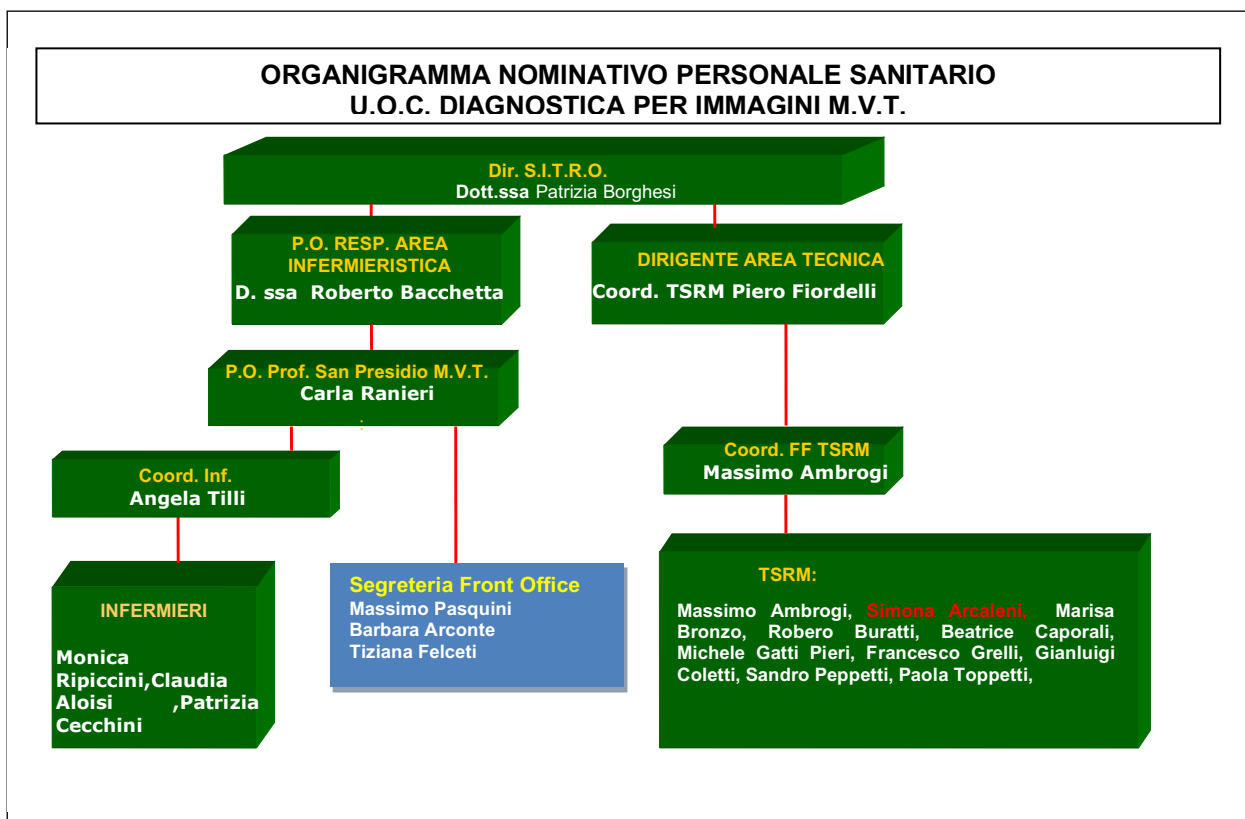 ORGANIGRAMMA NOMINATIVO PERSONALE SANITARIO
U.O.C. DIAGNOSTICA PER IMMAGINI M.V.T.
Dir. S.I.T.R.O.
Dott.ssa Patrizia Borghesi
P.O. RESP. AREA
INFERMIERISTICA
D. ssa Roberto Bacchetta
DIRIGENTE AREA TECNICA
Coord. TSRM Piero Fiordelli
P.O. Prof. San Presidio M.V.T.
Carla Ranieri
:
Coord. Inf.
Angela Tilli
Coord. FF TSRM
Massimo Ambrogi
INFERMIERI
Monica
Ripiccini,Claudia
Aloisi ,Patrizia
Cecchini
Segreteria Front Office
Massimo Pasquini
Barbara Arconte
Tiziana Felceti
TSRM:
Massimo Ambrogi, Simona Arcaleni, Marisa
Bronzo, Robero Buratti, Beatrice Caporali,
Michele Gatti Pieri, Francesco Grelli, Gianluigi
Coletti, Sandro Peppetti, Paola Toppetti,